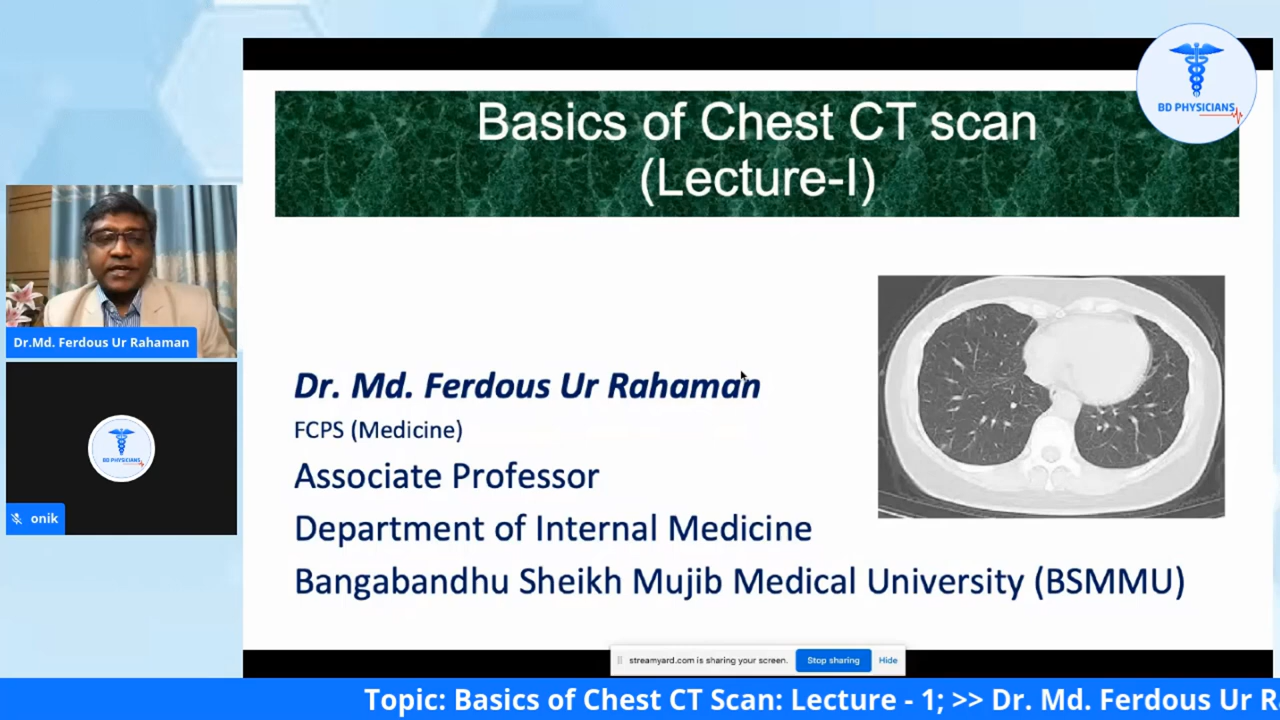 BD PHYSICIANS
Basics of Chest CT scan
(Lecture-I)
Dr.Md. Ferdous Ur Rahaman
BD PHYSICIANS
onik
Dr. Md. Ferdous Ur Rahaman
FCPS (Medicine)
Associate Professor
Department of Internal Medicine
Bangabandhu Sheikh Mujib Medical University (BSMMU)
streamyard.com is sharing your screen. Stop sharing Hide
Topic: Basics of Chest CT Scan: Lecture - 1; >> Dr. Md. Ferdous Ur R